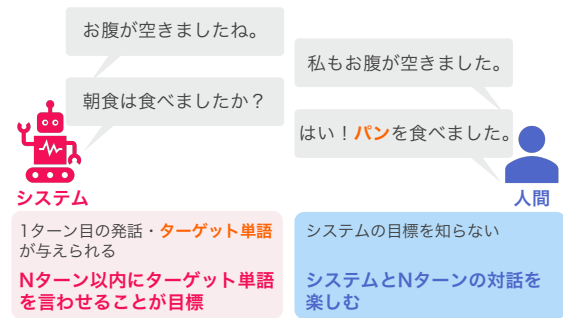 お腹が空きましたね。
私もお腹が空きました。
朝食は食べましたか？
はい！パンを食べました。
システム
人間
1ターン目の発話・ターゲット単語
が与えられる
Nターン以内にターゲット単語
を言わせることが目標
システムの目標を知らない
システムとNターンの対話を
楽しむ